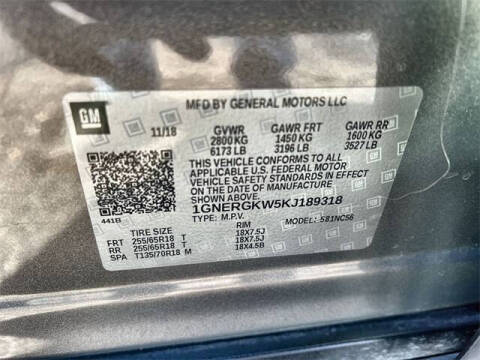 MFD BY GENERAL MOTORS LLC
GM
11/18 GVWR GAWR FRT GAWR RR
2800 KG 1450 KG 1600 KG
6173 LB 3196 LB 3527 LB
THIS VEHICLE CONFORMS TO ALL
APPLICABLE U.S. FEDERAL MOTOR
VEHICLE SAFETY STANDARDS IN EFFECT
ON THE DATE OF MANUFACTURE
SHOWN ABOVE.
1GNERGKW5KJ189318
441B TYPE: M.P.V. MODEL: 581NC56
TIRE SIZE RIM
FRT 255/65R18 T 18X7.5J
RR 255/65R18 T 18X7.5J
SPA T135/70R18 M 18X4.5B